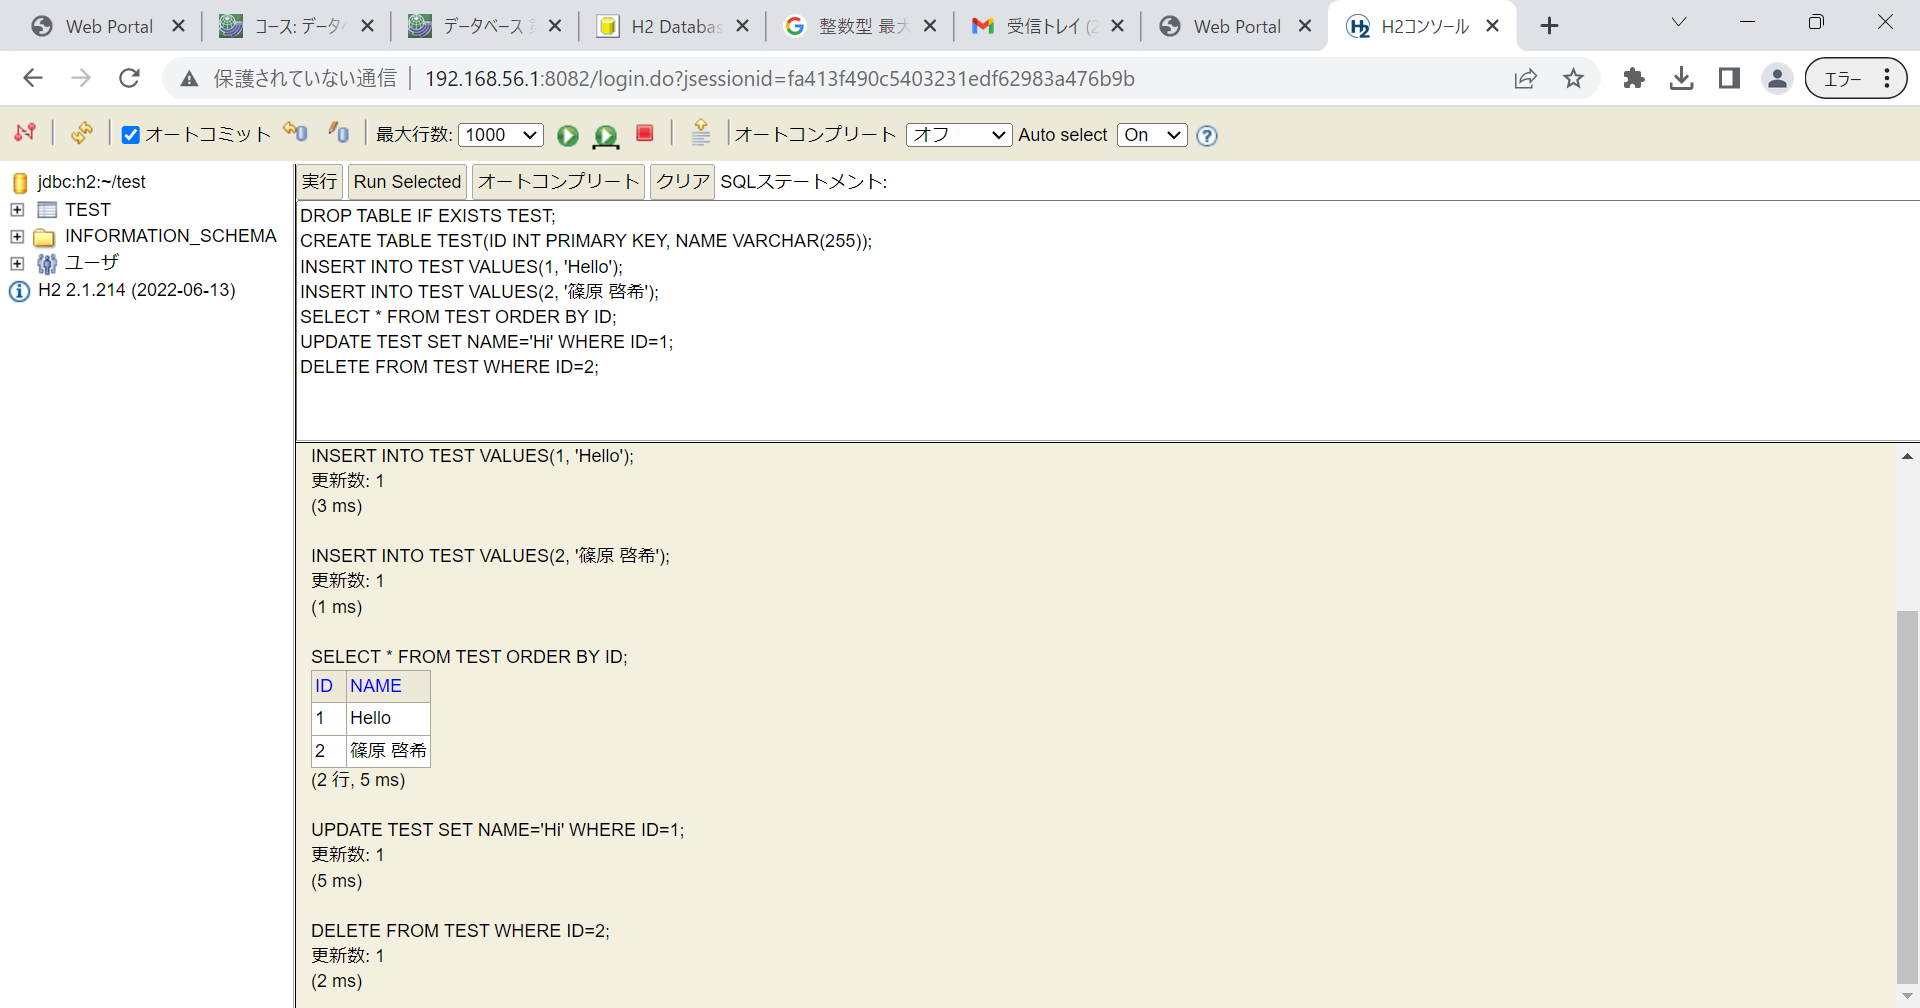 Web Portal
コース: データベ
データベース 第
H2 Databas
整数型 最大
受信トレイ (2
Web Portal
H2コンソール
保護されていない通信
192.168.56.1:8082/login.do?jsessionid=fa413f490c5403231edf62983a476b9b
エラー
オートコミット
最大行数: 1000
オートコンプリート オフ
Auto select On
jdbc:h2:~/test
TEST
INFORMATION_SCHEMA
ユーザ
H2 2.1.214 (2022-06-13)
実行 Run Selected オートコンプリート クリア SQLステートメント:
DROP TABLE IF EXISTS TEST;
CREATE TABLE TEST(ID INT PRIMARY KEY, NAME VARCHAR(255));
INSERT INTO TEST VALUES(1, 'Hello');
INSERT INTO TEST VALUES(2, '篠原 啓希');
SELECT * FROM TEST ORDER BY ID;
UPDATE TEST SET NAME='Hi' WHERE ID=1;
DELETE FROM TEST WHERE ID=2;
INSERT INTO TEST VALUES(1, 'Hello');
更新数: 1
(3 ms)
INSERT INTO TEST VALUES(2, '篠原 啓希');
更新数: 1
(1 ms)
SELECT * FROM TEST ORDER BY ID;
ID NAME
1 Hello
2 篠原 啓希
(2 行, 5 ms)
UPDATE TEST SET NAME='Hi' WHERE ID=1;
更新数: 1
(5 ms)
DELETE FROM TEST WHERE ID=2;
更新数: 1
(2 ms)